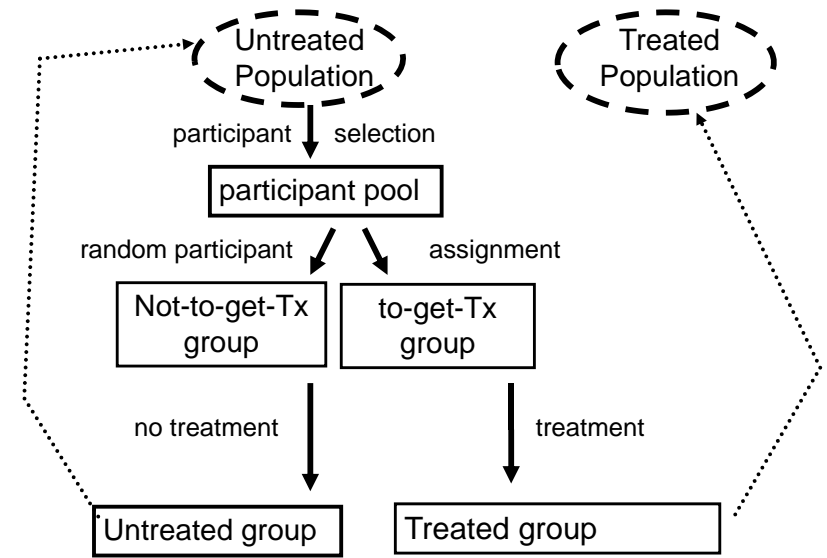 Untreated
Population
Treated
Population
participant selection
participant pool
random participant assignment
Not-to-get-Tx
group
to-get-Tx
group
no treatment
treatment
Untreated group
Treated group